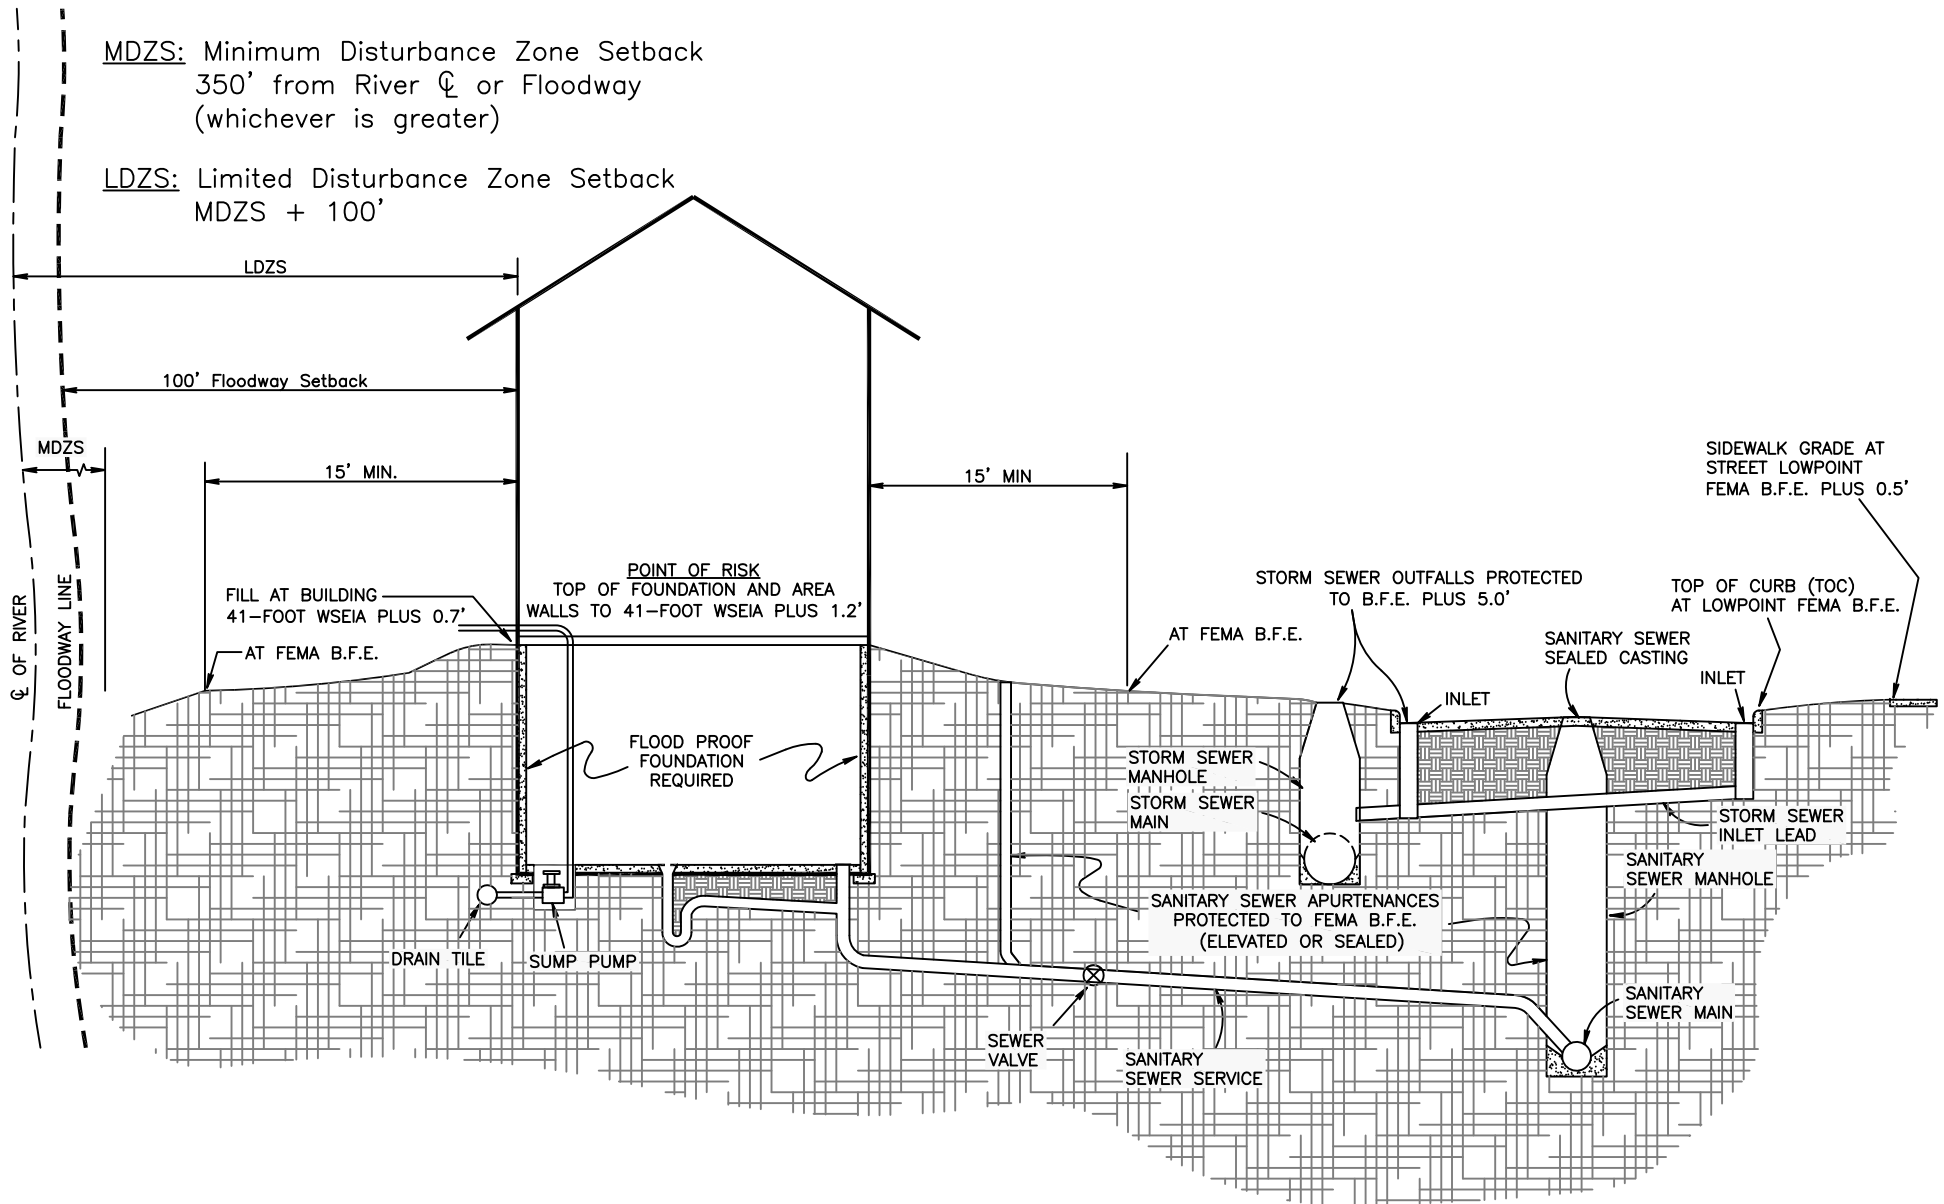 MDZS: Minimum Disturbance Zone Setback
350' from River ℄ or Floodway
(whichever is greater)
LDZS: Limited Disturbance Zone Setback
MDZS + 100'
LDZS
100' Floodway Setback
MDZS
15' MIN.
15' MIN
SIDEWALK GRADE AT
STREET LOWPOINT
FEMA B.F.E. PLUS 0.5'
℄ OF RIVER
FLOODWAY LINE
FILL AT BUILDING
41-FOOT WSEIA PLUS 0.7'
AT FEMA B.F.E.
POINT OF RISK
TOP OF FOUNDATION AND AREA
WALLS TO 41-FOOT WSEIA PLUS 1.2'
AT FEMA B.F.E.
STORM SEWER OUTFALLS PROTECTED
TO B.F.E. PLUS 5.0'
TOP OF CURB (TOC)
AT LOWPOINT FEMA B.F.E.
SANITARY SEWER
SEALED CASTING
INLET
INLET
FLOOD PROOF
FOUNDATION
REQUIRED
STORM SEWER
MANHOLE
STORM SEWER
MAIN
STORM SEWER
INLET LEAD
SANITARY
SEWER MANHOLE
SANITARY SEWER APURTENANCES
PROTECTED TO FEMA B.F.E.
(ELEVATED OR SEALED)
DRAIN TILE
SUMP PUMP
SEWER
VALVE
SANITARY
SEWER SERVICE
SANITARY
SEWER MAIN